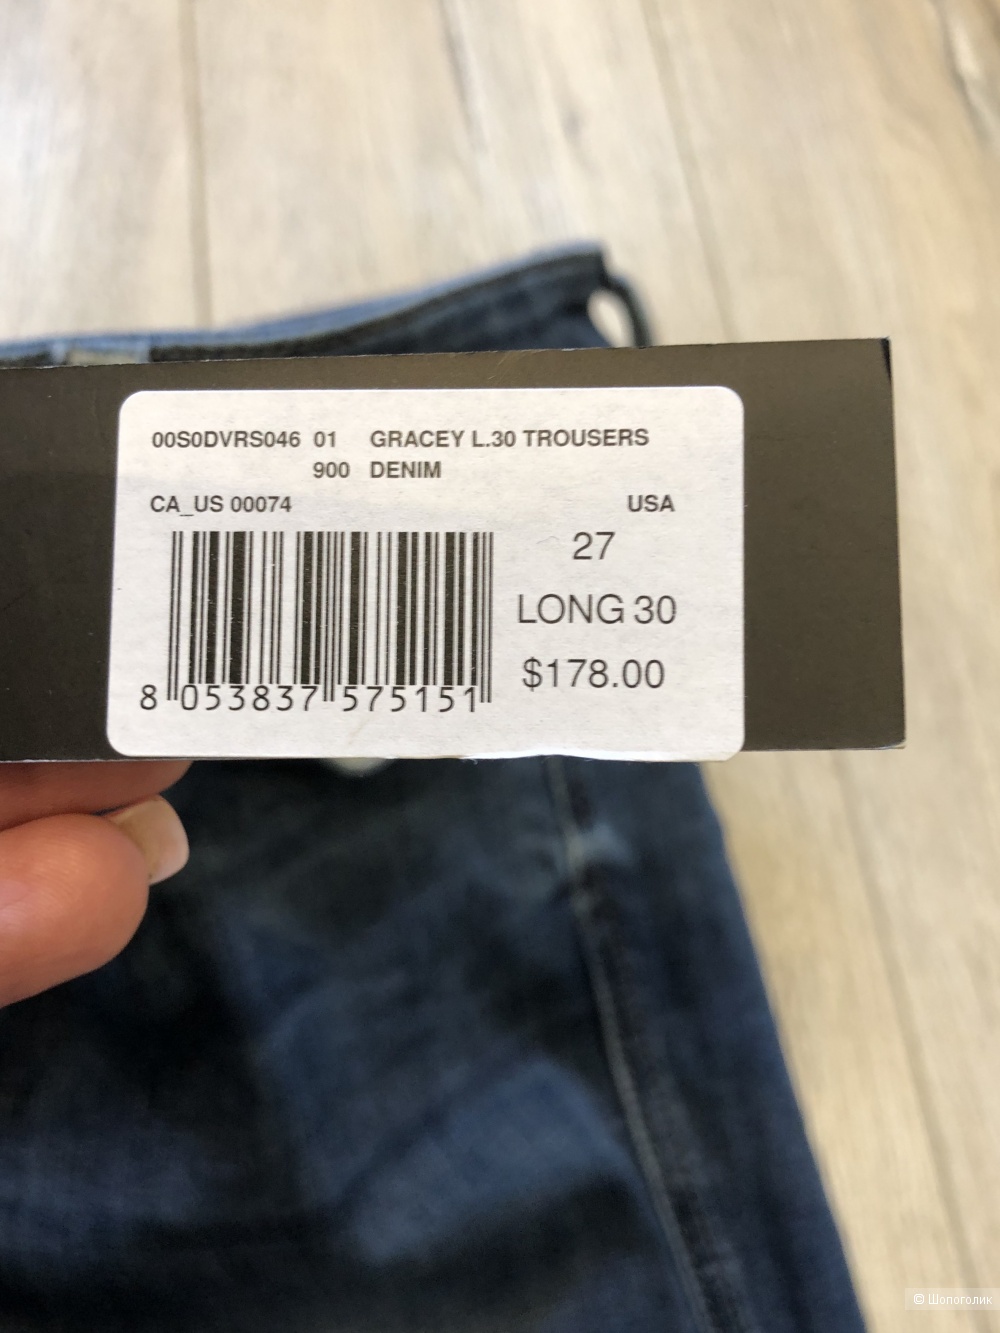 00S0DVRS046 01 GRACEY L.30 TROUSERS
900 DENIM
CA_US 00074 USA
27
LONG 30
$178.00
8 053837 575151
© Шопоголик